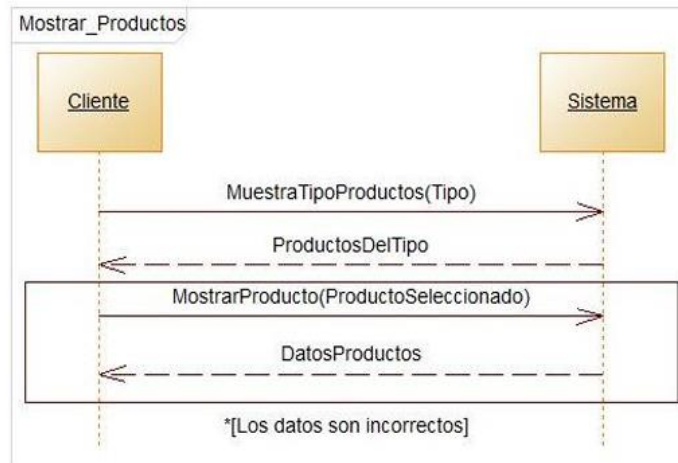 Mostrar_Productos
Cliente
Sistema
MuestraTipoProductos(Tipo)
ProductosDelTipo
MostrarProducto(ProductoSeleccionado)
DatosProductos
*[Los datos son incorrectos]